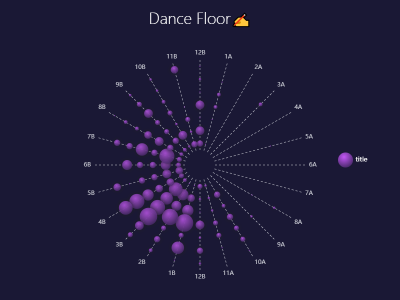 Dance Floor✍
12B
1A
2A
3A
4A
5A
6A
7A
8A
9A
10A
11A
12B
1B
2B
3B
4B
5B
6B
7B
8B
9B
10B
11B
title